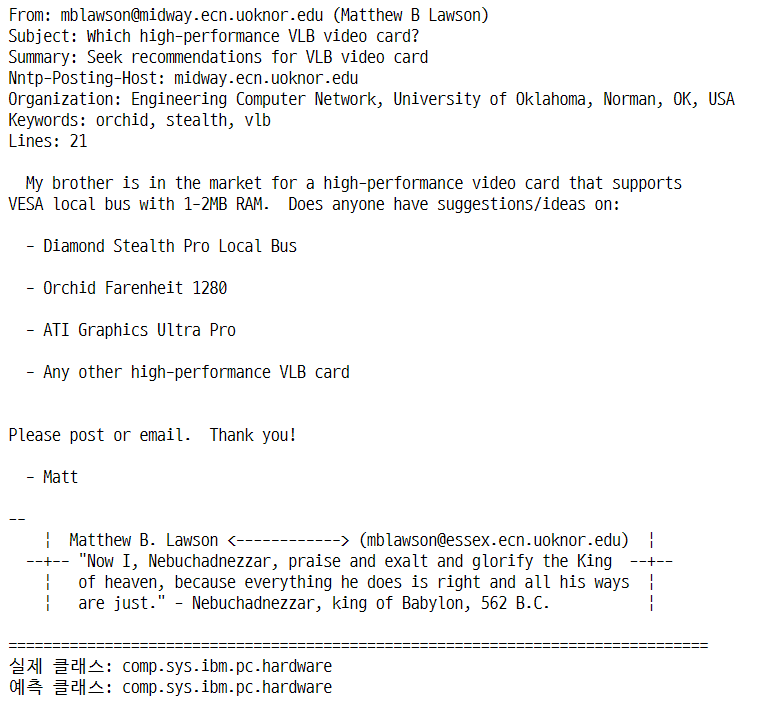 From: mblawson@midway.ecn.uoknor.edu (Matthew B Lawson)
Subject: Which high-performance VLB video card?
Summary: Seek recommendations for VLB video card
Nntp-Posting-Host: midway.ecn.uoknor.edu
Organization: Engineering Computer Network, University of Oklahoma, Norman, OK, USA
Keywords: orchid, stealth, vlb
Lines: 21

  My brother is in the market for a high-performance video card that supports
VESA local bus with 1-2MB RAM.  Does anyone have suggestions/ideas on:

  - Diamond Stealth Pro Local Bus

  - Orchid Farenheit 1280

  - ATI Graphics Ultra Pro

  - Any other high-performance VLB card


Please post or email.  Thank you!

  - Matt

--
    ¦  Matthew B. Lawson <------------> (mblawson@essex.ecn.uoknor.edu)  ¦
  --+-- "Now I, Nebuchadnezzar, praise and exalt and glorify the King  --+--
    ¦   of heaven, because everything he does is right and all his ways  ¦
    ¦   are just." - Nebuchadnezzar, king of Babylon, 562 B.C.           ¦

================================================================================
실제 클래스: comp.sys.ibm.pc.hardware
예측 클래스: comp.sys.ibm.pc.hardware